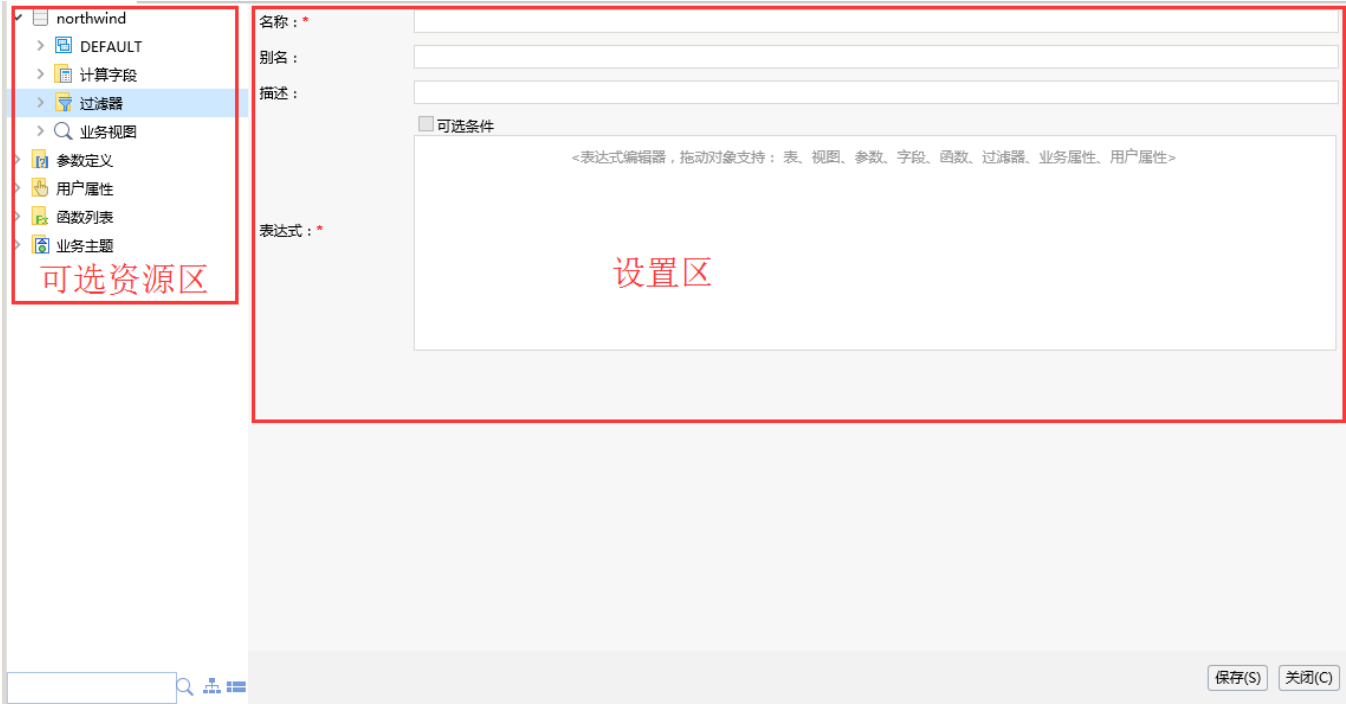 northwind
DEFAULT
计算字段
过滤器
业务视图
参数定义
用户属性
函数列表
业务主题
可选资源区
名称：*
别名：
描述：
可选条件
<表达式编辑器，拖动对象支持：表、视图、参数、字段、函数、过滤器、业务属性、用户属性>
表达式：*
设置区
保存(S)
关闭(C)